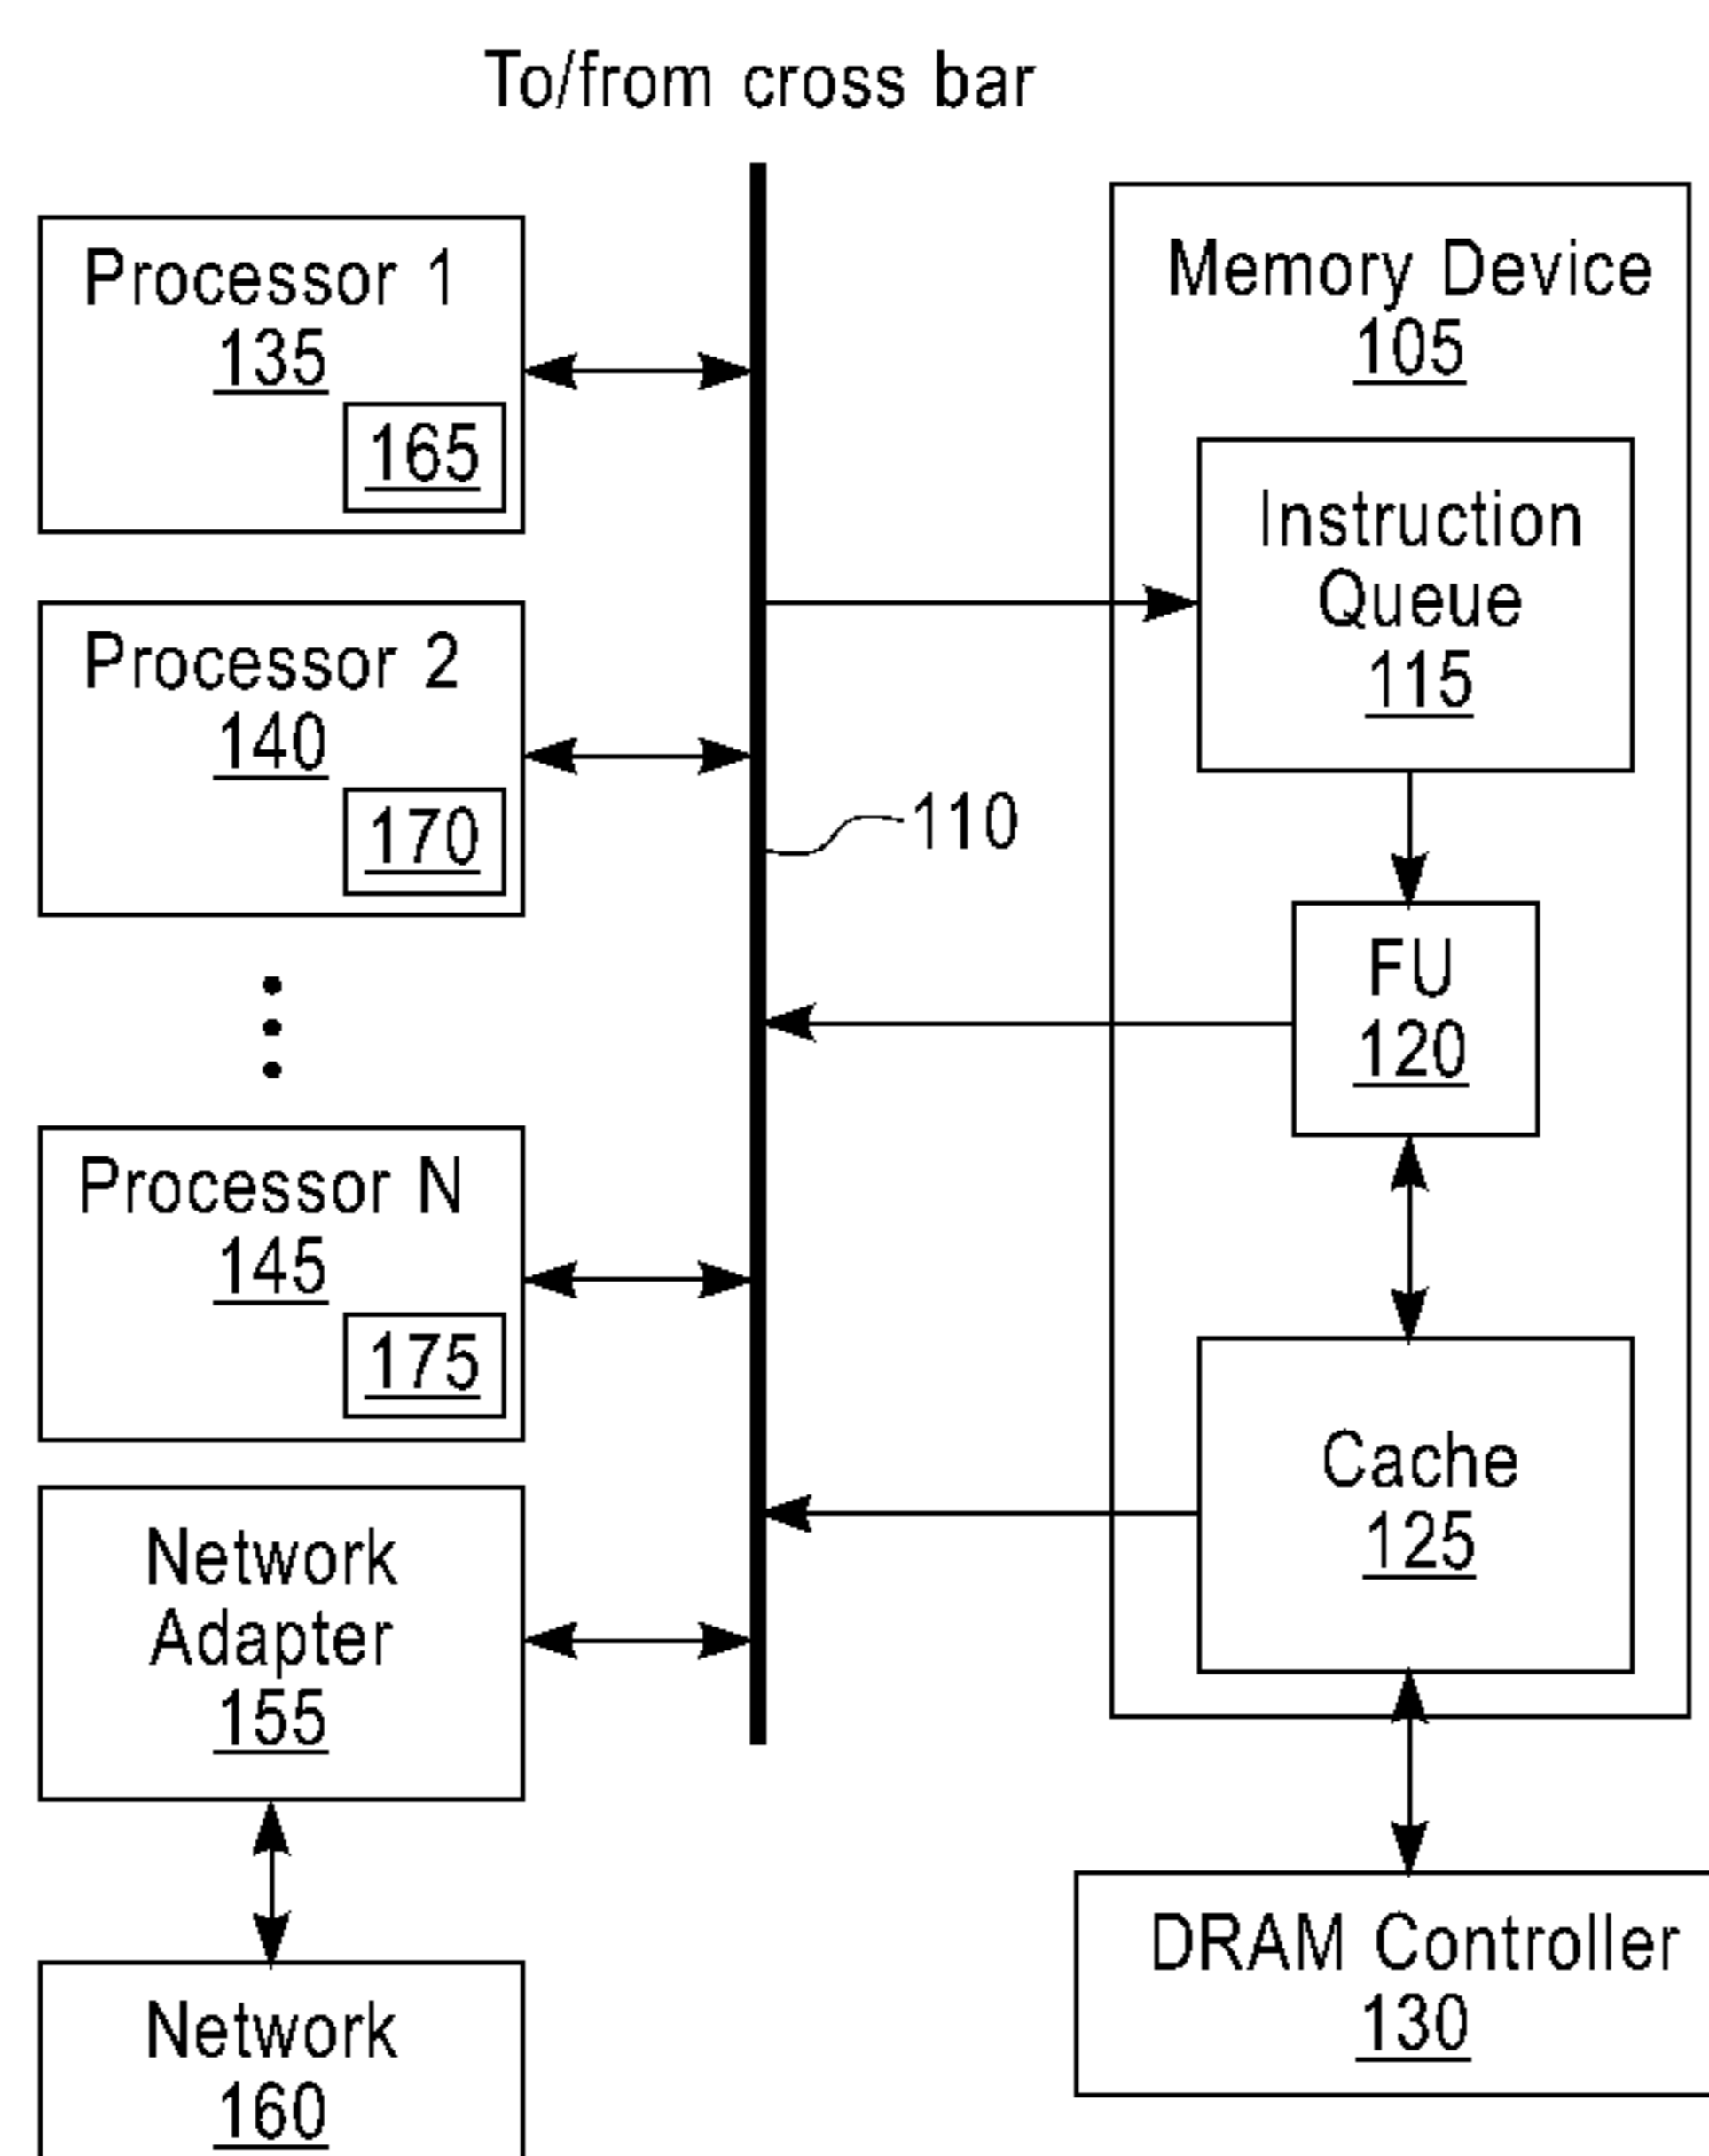 To/from cross bar
Processor 1
135
165
Processor 2
140
170
Processor N
145
175
Network
Adapter
155
Network
160
110
Memory Device
105
Instruction
Queue
115
FU
120
Cache
125
DRAM Controller
130